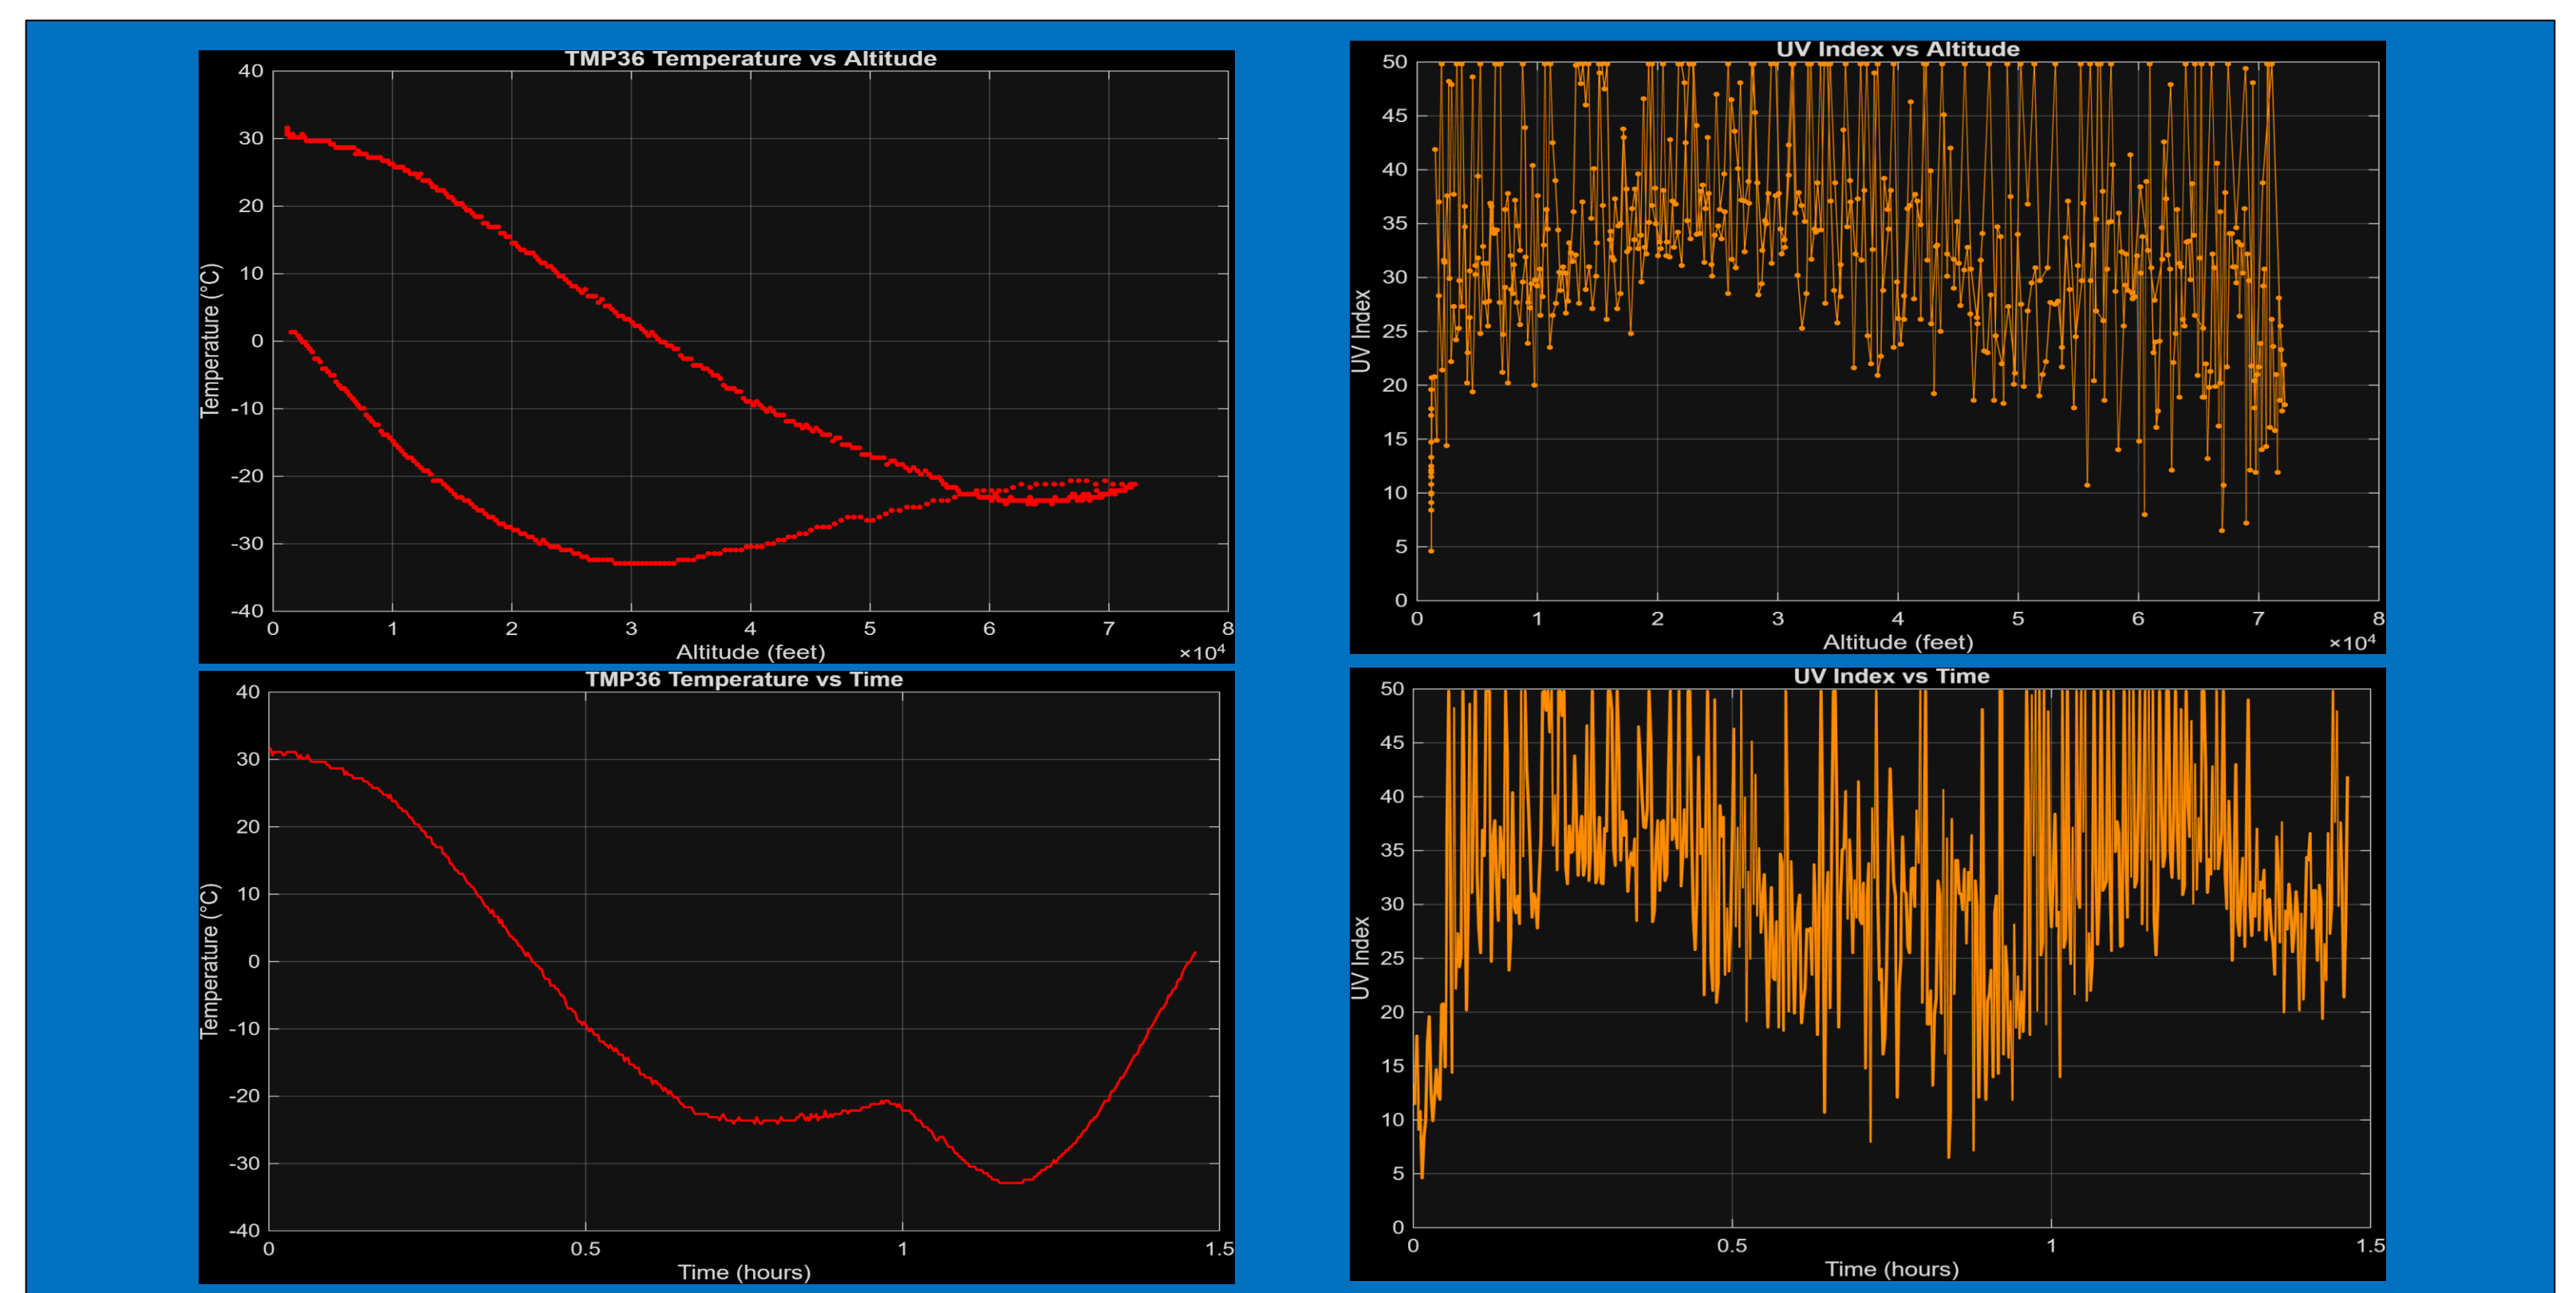 TMP36 Temperature vs Altitude
40
30
20
10
0
-10
-20
-30
-40
Temperature (°C)
0 1 2 3 4 5 6 7 8
Altitude (feet)
×10⁴
UV Index vs Altitude
50
45
40
35
30
25
20
15
10
5
0
UV Index
0 1 2 3 4 5 6 7 8
Altitude (feet)
×10⁴
TMP36 Temperature vs Time
40
30
20
10
0
-10
-20
-30
-40
Temperature (°C)
0 0.5 1 1.5
Time (hours)
UV Index vs Time
50
45
40
35
30
25
20
15
10
5
0
UV Index
0 0.5 1 1.5
Time (hours)